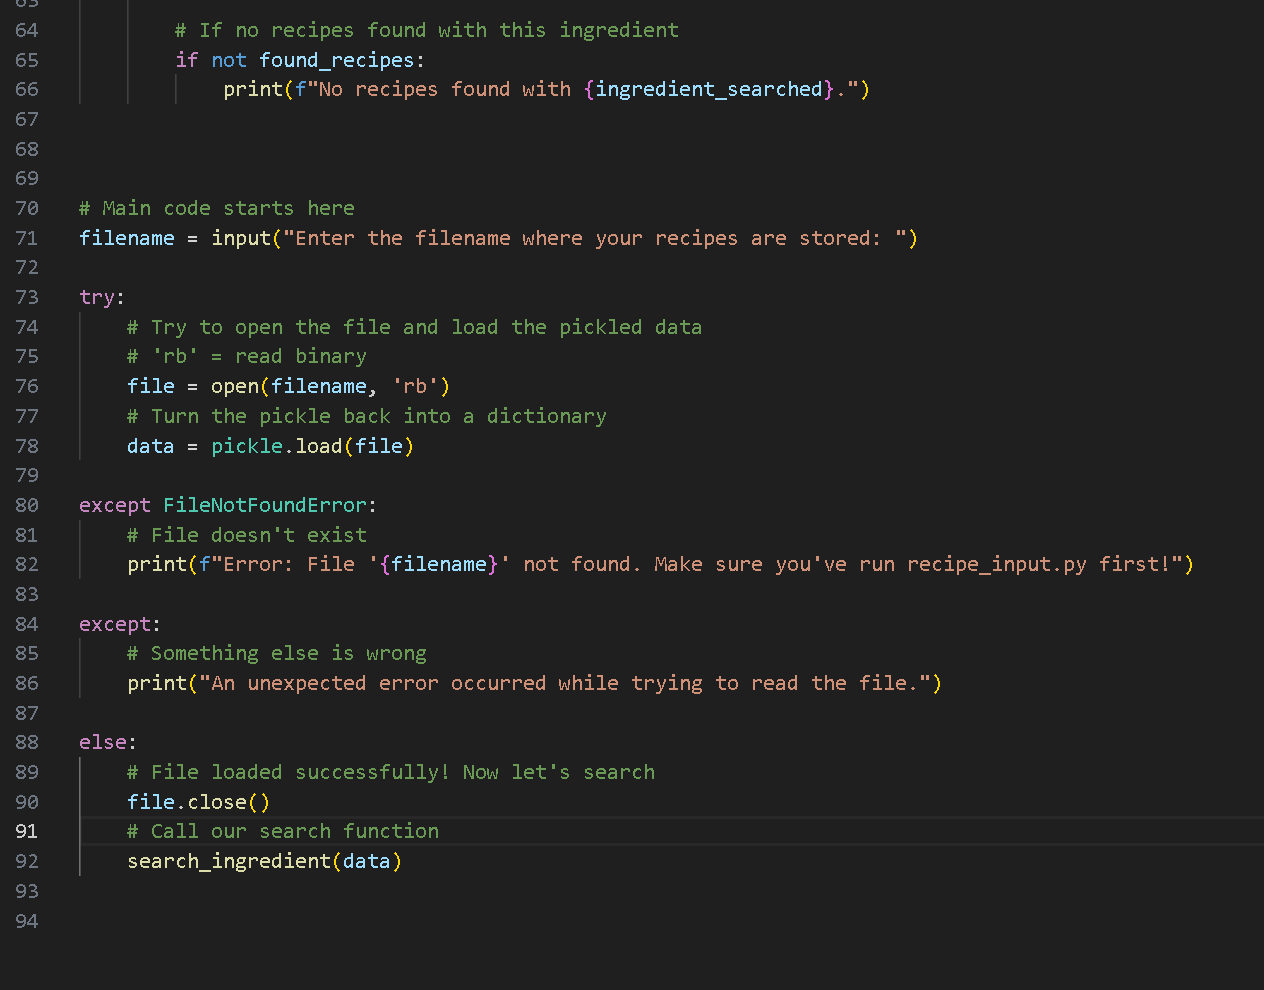 63
64 # If no recipes found with this ingredient
65 if not found_recipes:
66 print(f"No recipes found with {ingredient_searched}.")
67
68
69
70 # Main code starts here
71 filename = input("Enter the filename where your recipes are stored: ")
72
73 try:
74 # Try to open the file and load the pickled data
75 # 'rb' = read binary
76 file = open(filename, 'rb')
77 # Turn the pickle back into a dictionary
78 data = pickle.load(file)
79
80 except FileNotFoundError:
81 # File doesn't exist
82 print(f"Error: File '{filename}' not found. Make sure you've run recipe_input.py first!")
83
84 except:
85 # Something else is wrong
86 print("An unexpected error occurred while trying to read the file.")
87
88 else:
89 # File loaded successfully! Now let's search
90 file.close()
91 # Call our search function
92 search_ingredient(data)
93
94